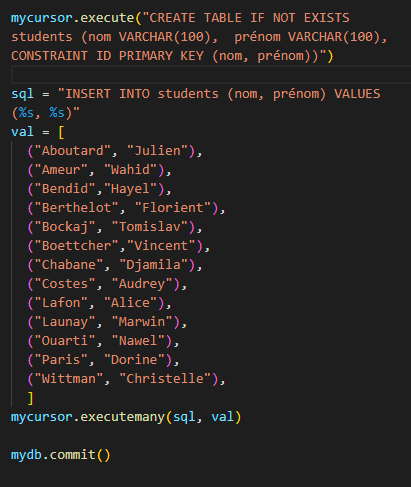 mycursor.execute("CREATE TABLE IF NOT EXISTS
students (nom VARCHAR(100),  prénom VARCHAR(100),
CONSTRAINT ID PRIMARY KEY (nom, prénom))")
sql = "INSERT INTO students (nom, prénom) VALUES
(%s, %s)"
val = [
("Aboutard", "Julien"),
("Ameur", "Wahid"),
("Bendid","Hayel"),
("Berthelot", "Florient"),
("Bockaj", "Tomislav"),
("Boettcher","Vincent"),
("Chabane", "Djamila"),
("Costes", "Audrey"),
("Lafon", "Alice"),
("Launay", "Marwin"),
("Ouarti", "Nawel"),
("Paris", "Dorine"),
("Wittman", "Christelle"),
]
mycursor.executemany(sql, val)
mydb.commit()